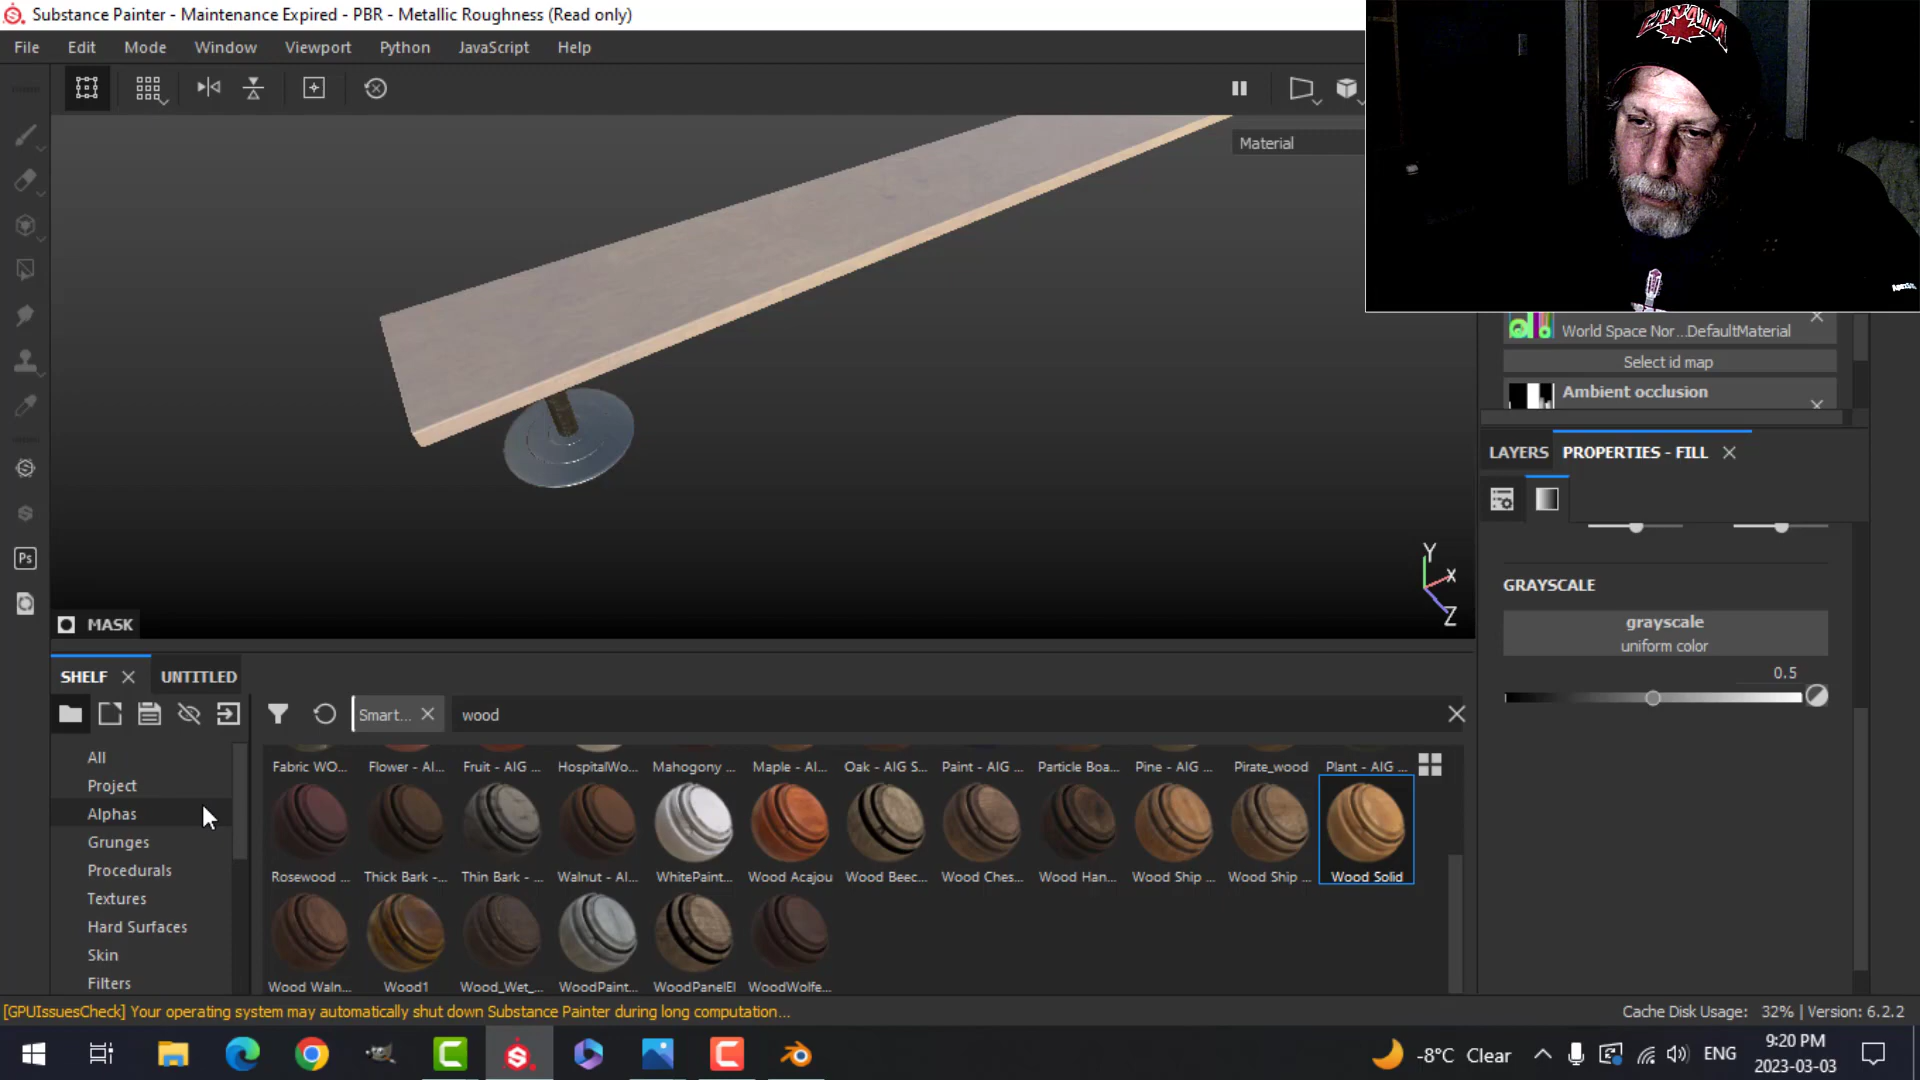 Substance Painter - Maintenance Expired - PBR - Metallic Roughness (Read only)
File Edit Mode Window Viewport Python JavaScript Help
CANADA
Material
World Space Nor...DefaultMaterial
Select id map
Ambient occlusion
LAYERS PROPERTIES - FILL
GRAYSCALE
grayscale
uniform color
0.5
Y
X
Z
Ps
MASK
SHELF UNTITLED
Smart... wood
All
Project
Alphas
Grunges
Procedurals
Textures
Hard Surfaces
Skin
Filters
Fabric WO... Flower - Al... Fruit - AIG ... HospitalWo... Mahogony ... Maple - Al... Oak - AIG S... Paint - AIG ... Particle Boa... Pine - AIG ... Pirate_wood Plant - AIG ...
Rosewood ... Thick Bark -... Thin Bark - ... Walnut - Al... WhitePaint... Wood Acajou Wood Beec... Wood Ches... Wood Han... Wood Ship ... Wood Ship ... Wood Solid
Wood Waln... Wood1 Wood_Wet_... WoodPaint... WoodPanelEl WoodWolfe...
[GPUIssuesCheck] Your operating system may automatically shut down Substance Painter during long computation...
Cache Disk Usage: 32% | Version: 6.2.2
-8°C Clear ENG 9:20 PM
2023-03-03